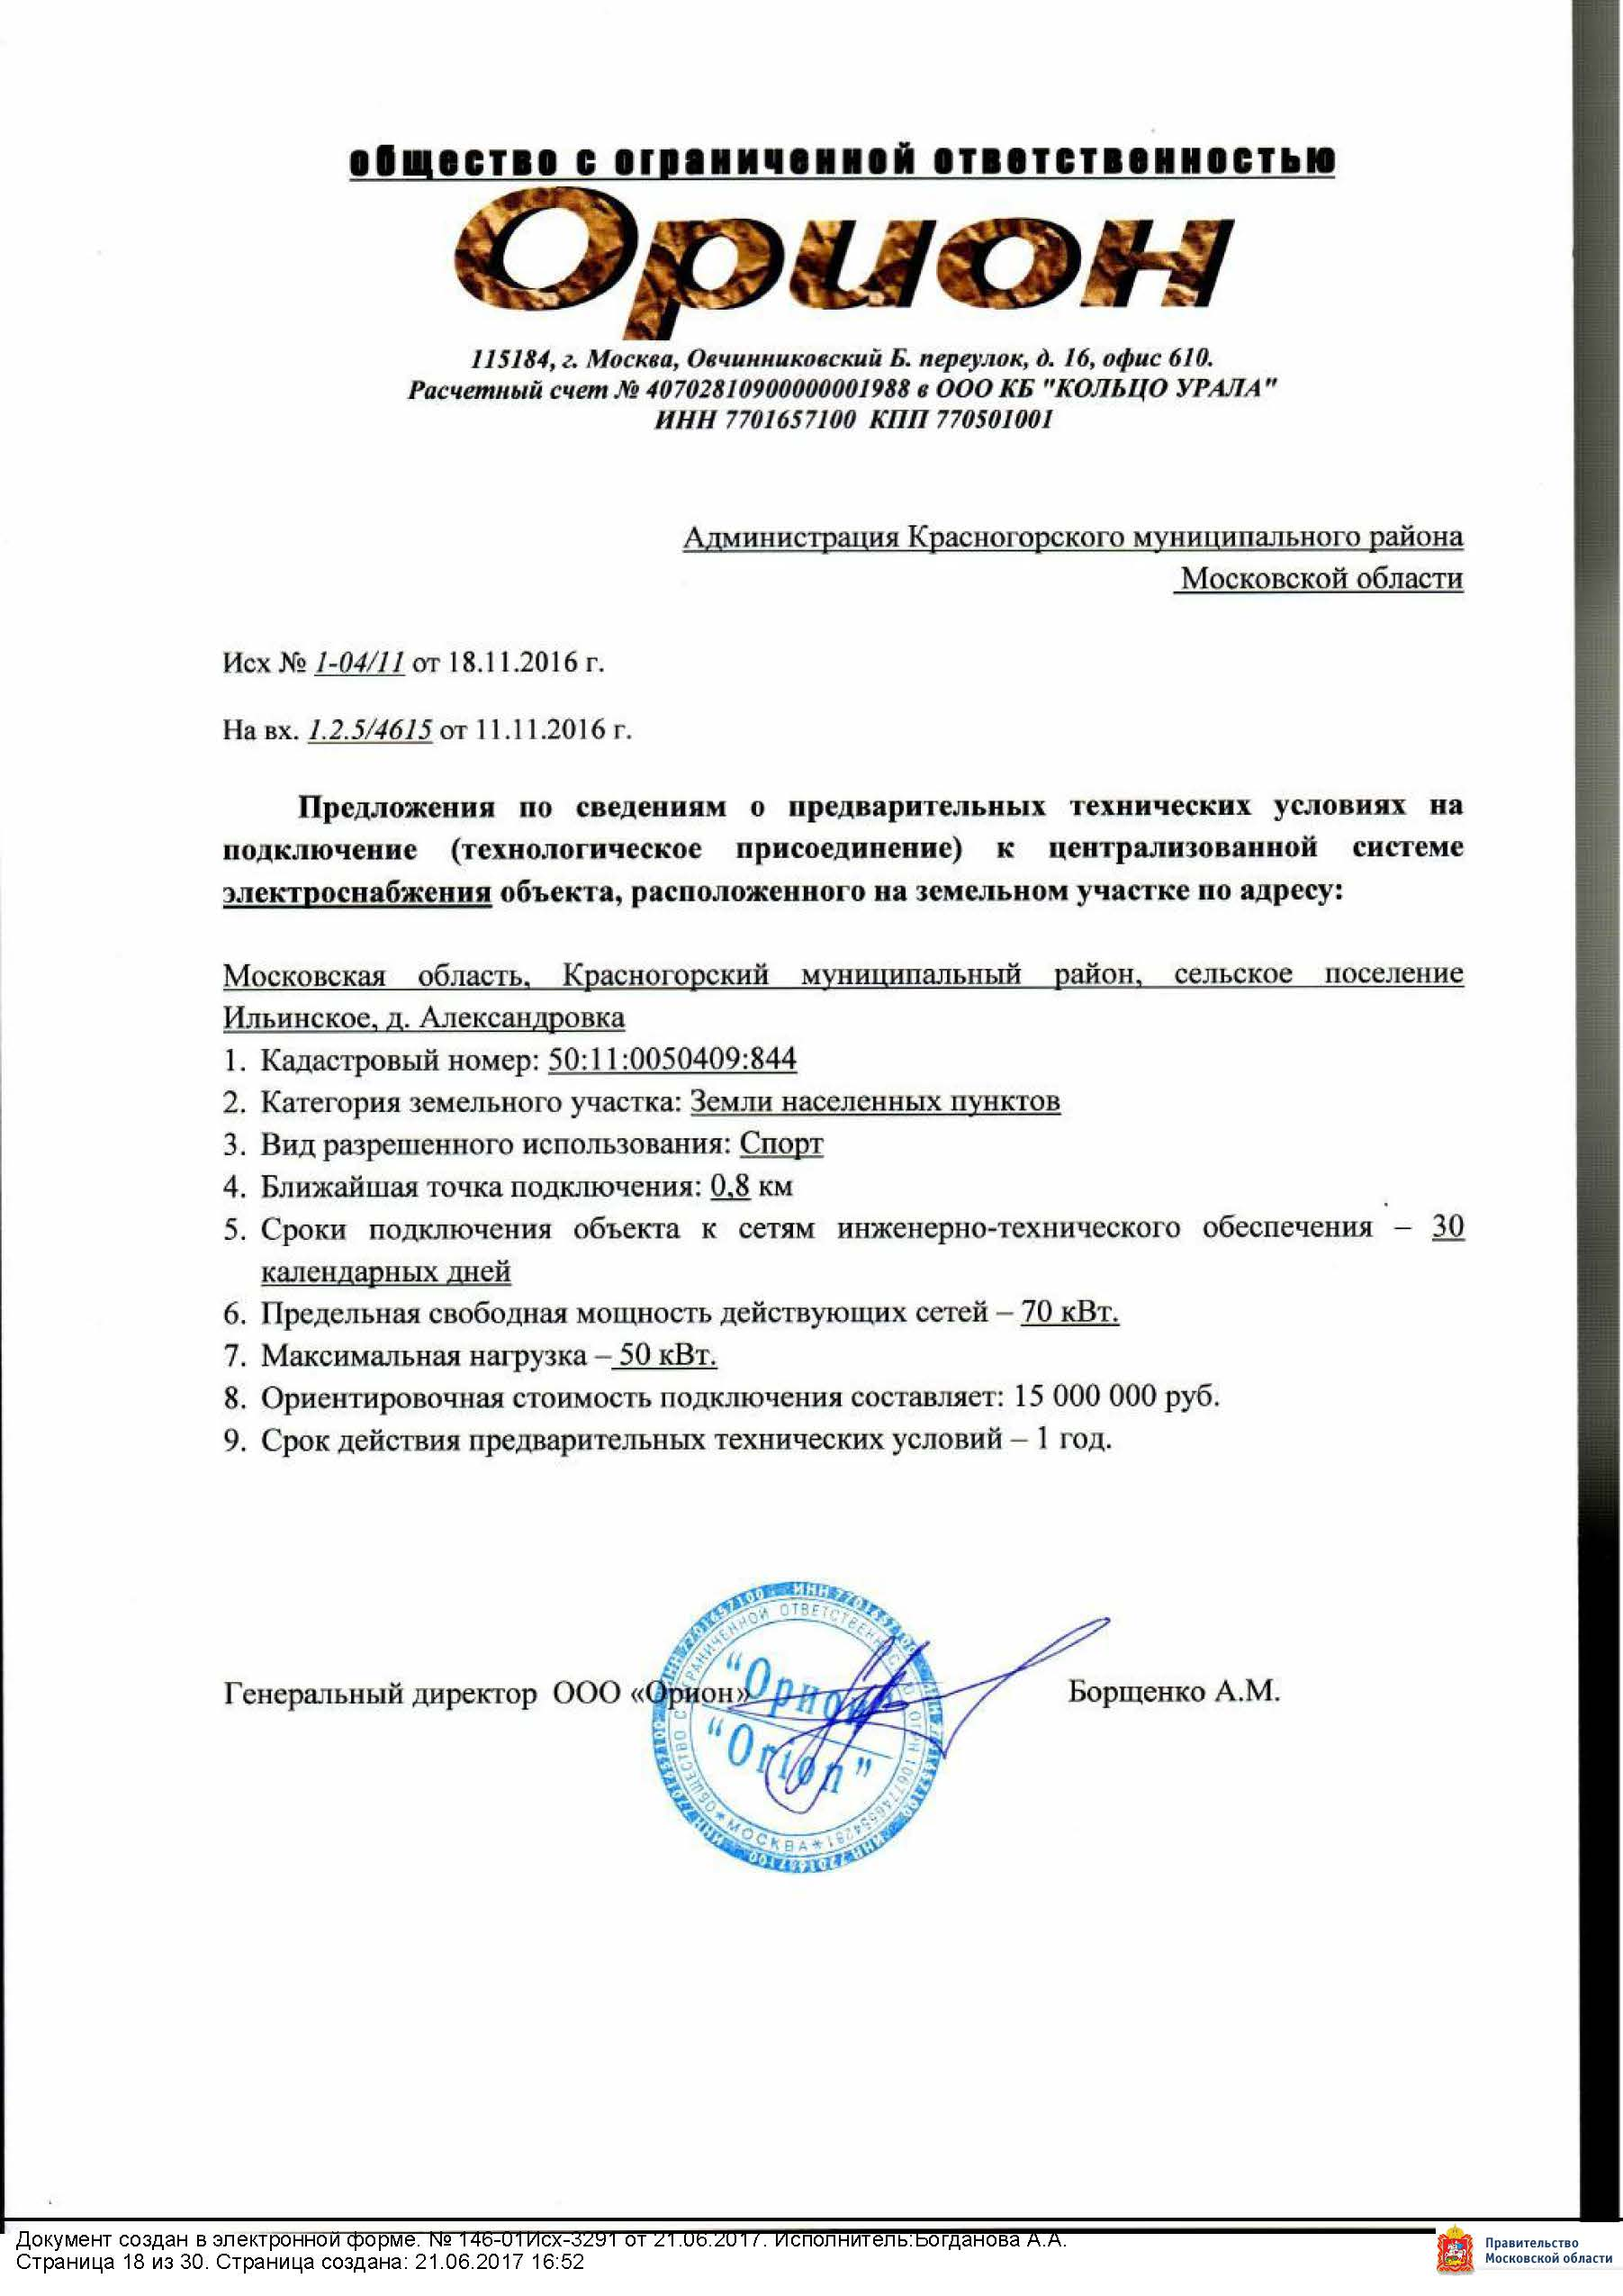 общество с ограниченной ответственностью
Орион
115184, г. Москва, Овчинниковский Б. переулок, д. 16, офис 610.
Расчетный счет № 40702810900000001988 в ООО КБ "КОЛЬЦО УРАЛА"
ИНН 7701657100 КПП 770501001
Администрация Красногорского муниципального района
Московской области
Исх № 1-04/11 от 18.11.2016 г.
На вх. 1.2.5/4615 от 11.11.2016 г.
Предложения по сведениям о предварительных технических условиях на
подключение (технологическое присоединение) к централизованной системе
электроснабжения объекта, расположенного на земельном участке по адресу:
Московская область, Красногорский муниципальный район, сельское поселение
Ильинское, д. Александровка
1. Кадастровый номер: 50:11:0050409:844
2. Категория земельного участка: Земли населенных пунктов
3. Вид разрешенного использования: Спорт
4. Ближайшая точка подключения: 0,8 км
5. Сроки подключения объекта к сетям инженерно-технического обеспечения – 30
календарных дней
6. Предельная свободная мощность действующих сетей – 70 кВт.
7. Максимальная нагрузка – 50 кВт.
8. Ориентировочная стоимость подключения составляет: 15 000 000 руб.
9. Срок действия предварительных технических условий – 1 год.
Генеральный директор ООО «Орион»
Борщенко А.М.
"Орион"
"Orion"
ИНН 7701657100
МОСКВА
Документ создан в электронной форме. № 146-01Исх-3291 от 21.06.2017. Исполнитель:Богданова А.А.
Страница 18 из 30. Страница создана: 21.06.2017 16:52
Правительство
Московской области